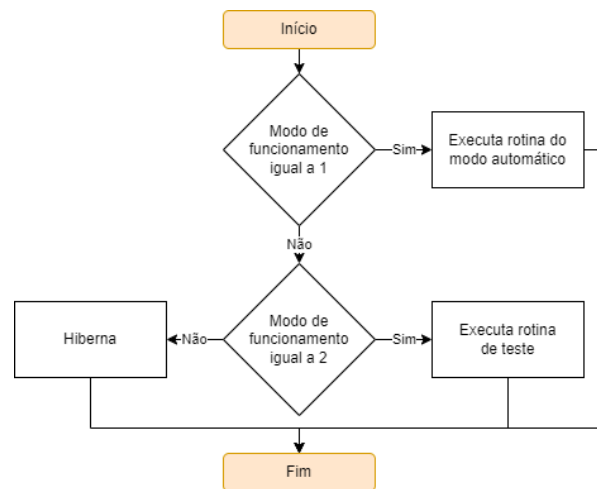 Início
Modo de
funcionamento
igual a 1
Sim
Executa rotina do
modo automático
Não
Modo de
funcionamento
igual a 2
Não
Hiberna
Sim
Executa rotina
de teste
Fim